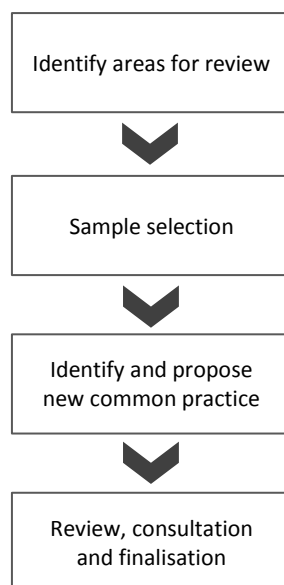 Identify areas for review
Sample selection
Identify and propose
new common practice
Review, consultation
and finalisation